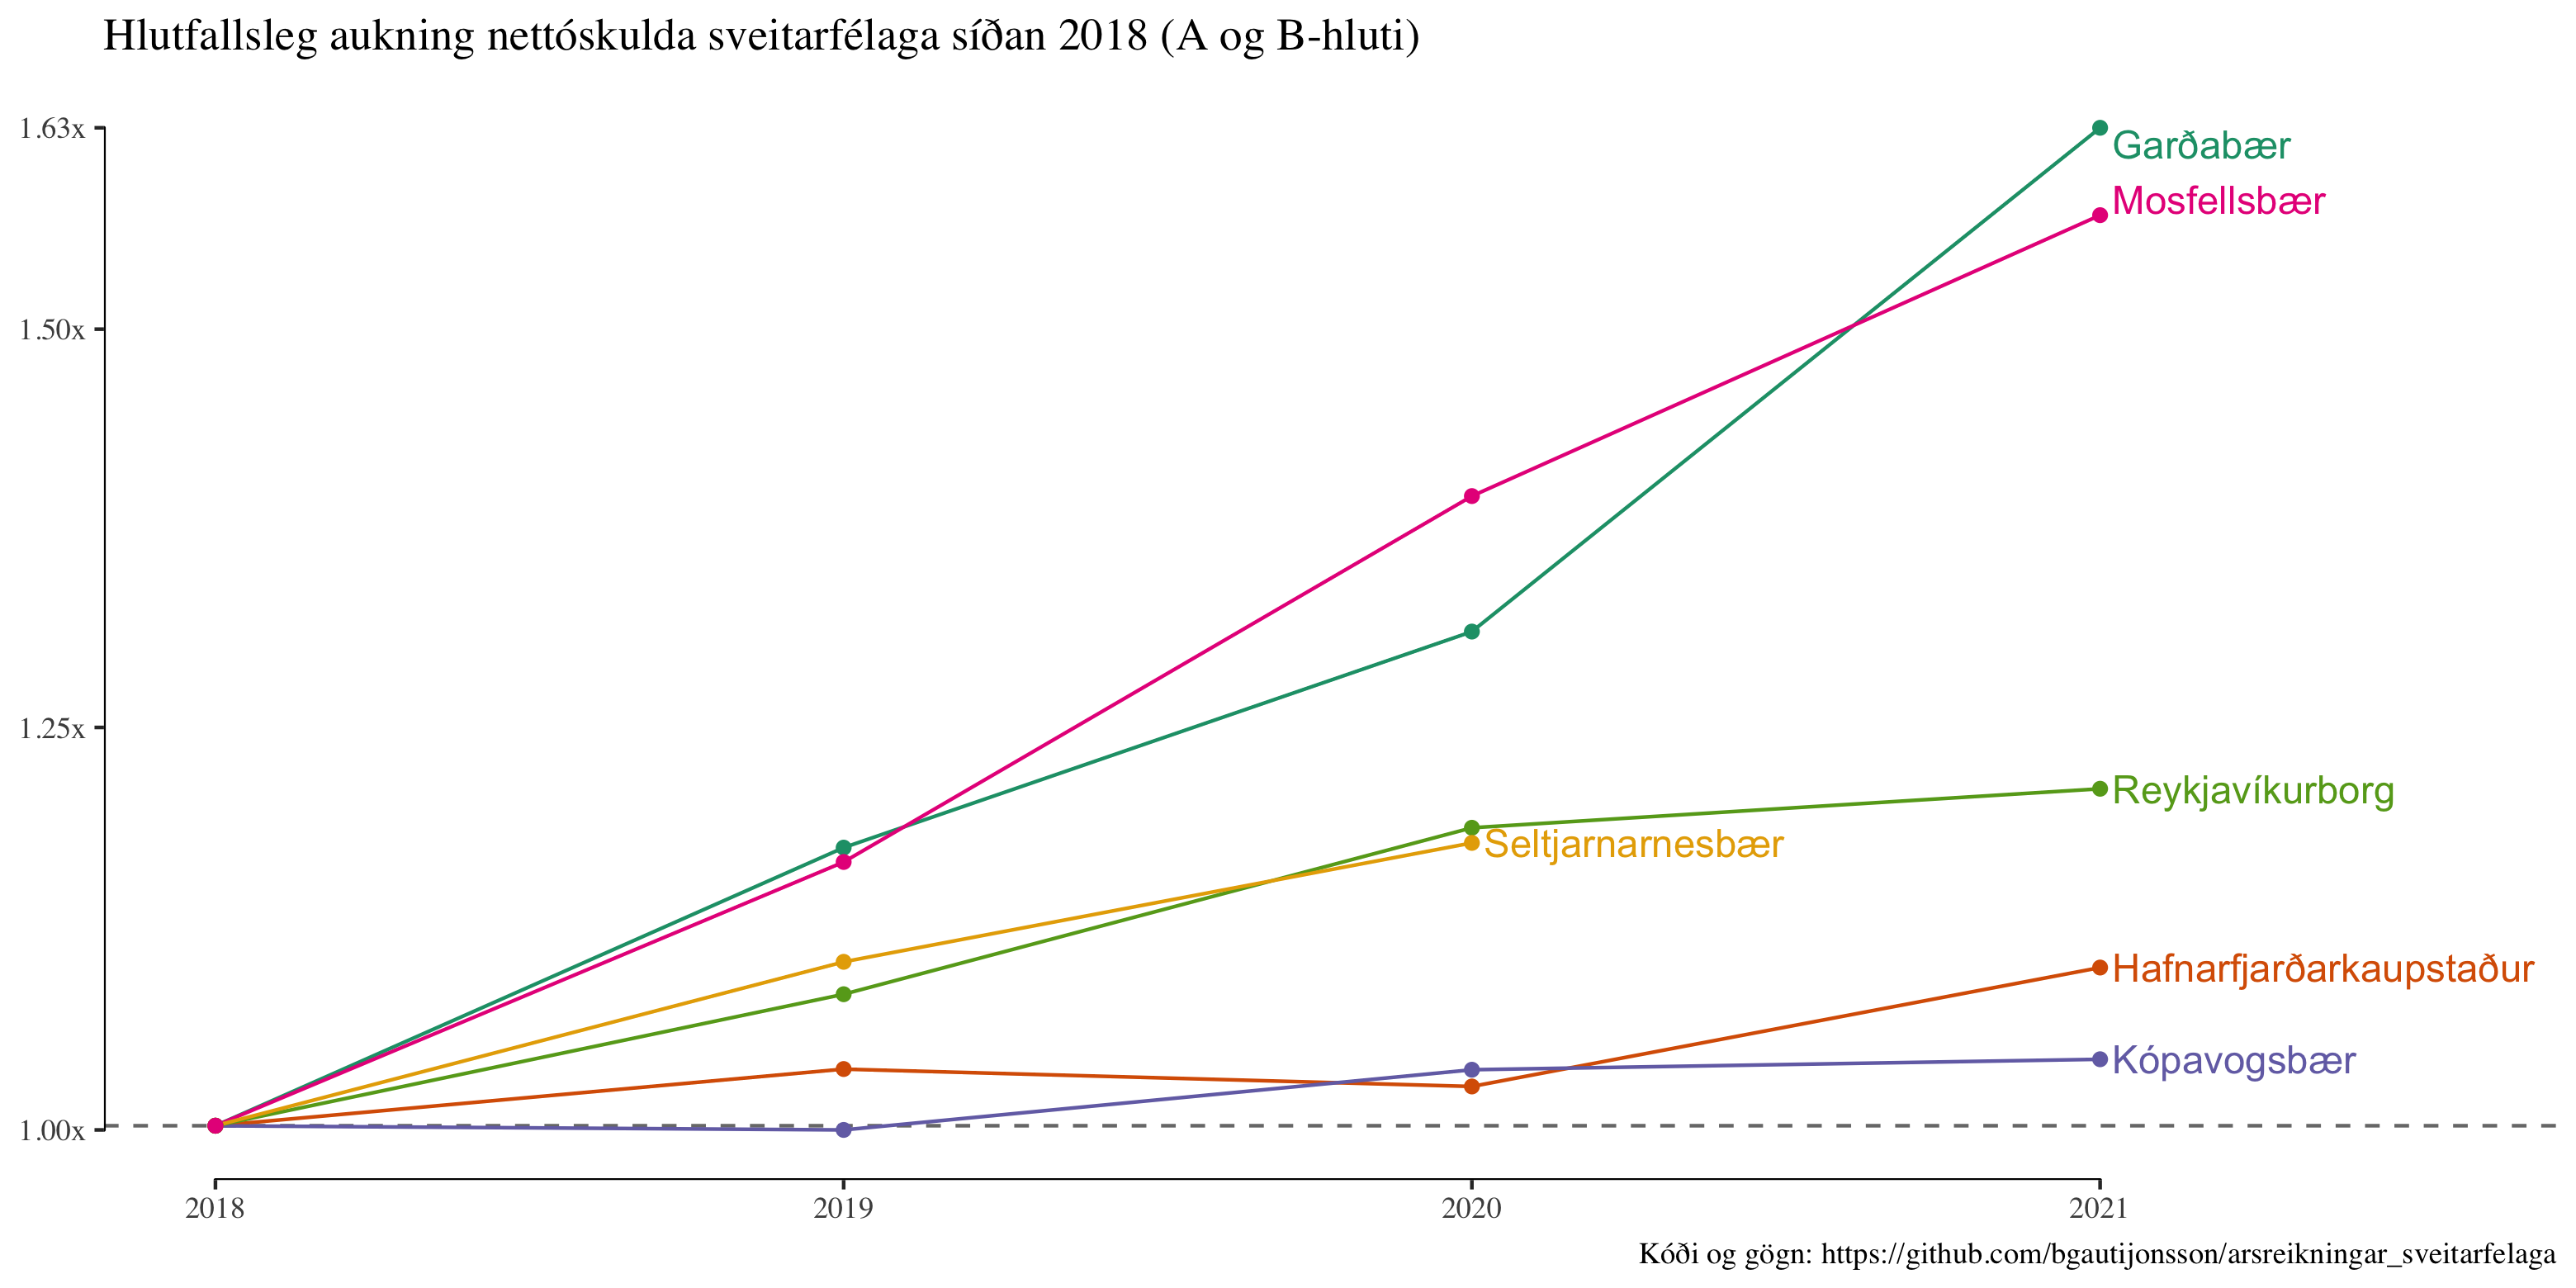 Hlutfallsleg aukning nettóskulda sveitarfélaga síðan 2018 (A og B-hluti)
1.63x
Garðabær
Mosfellsbær
1.50x
1.25x
Reykjavíkurborg
Seltjarnarnesbær
Hafnarfjarðarkaupstaður
Kópavogsbær
1.00x
2018 2019 2020 2021
Kóði og gögn: https://github.com/bgautijonsson/arsreikningar_sveitarfelaga